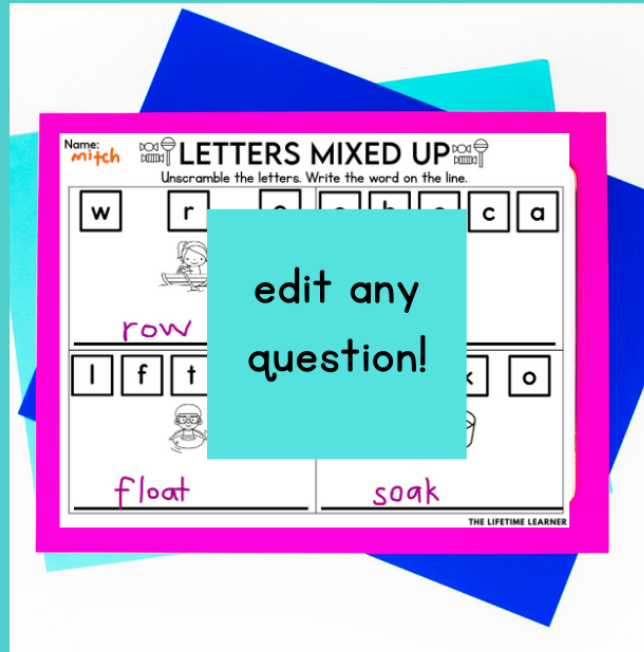 Name:
mitch
LETTERS MIXED UP
Unscramble the letters. Write the word on the line.
w r c a
edit any
question!
row
l f t o
float
soak
THE LIFETIME LEARNER